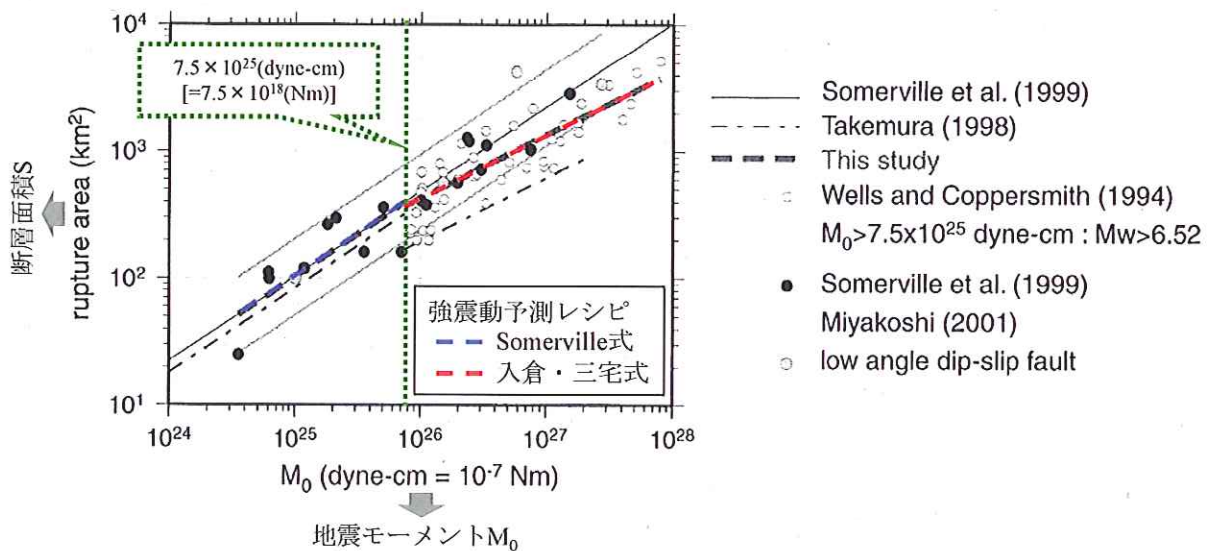 10⁴
10³
10²
10¹
断層面積S
rupture area (km²)
7.5×10²⁵(dyne-cm)
[=7.5×10¹⁸(Nm)]
強震動予測レシピ
Somerville式
入倉・三宅式
10²⁴
10²⁵
10²⁶
10²⁷
10²⁸
M₀ (dyne-cm = 10⁻⁷ Nm)
地震モーメントM₀
Somerville et al. (1999)
Takemura (1998)
This study
Wells and Coppersmith (1994)
M₀>7.5x10²⁵ dyne-cm : Mw>6.52
Somerville et al. (1999)
Miyakoshi (2001)
low angle dip-slip fault